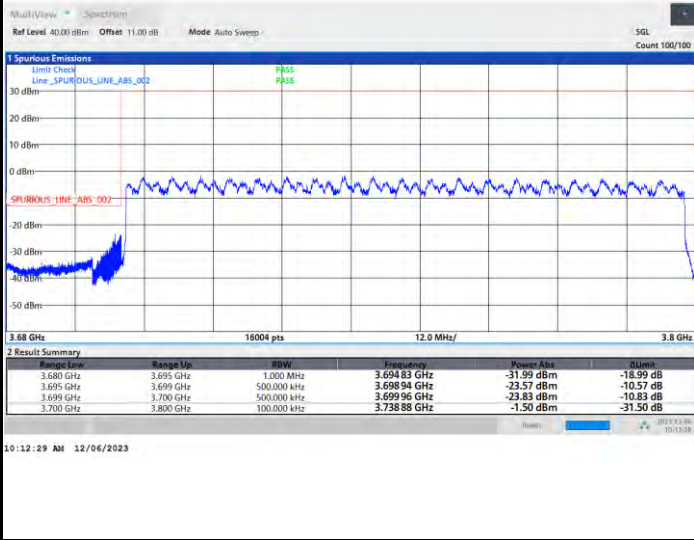 MultiView Spectrum
Ref Level 40.00 dBm Offset 11.00 dB Mode Auto Sweep SGL
Count 100/100
1 Spurious Emissions
Limit Check PASS
Line _SPURIOUS_LINE_ABS_002 PASS
30 dBm
20 dBm
10 dBm
0 dBm
SPURIOUS_LINE_ABS_002
-20 dBm
-30 dBm
-40 dBm
-50 dBm
3.68 GHz 16004 pts 12.0 MHz/ 3.8 GHz
2 Result Summary
Range Low Range Up RBW Frequency Power Abs ΔLimit
3.680 GHz 3.695 GHz 1.000 MHz 3.694 83 GHz -31.99 dBm -18.99 dB
3.695 GHz 3.699 GHz 500.000 kHz 3.698 94 GHz -23.57 dBm -10.57 dB
3.699 GHz 3.700 GHz 500.000 kHz 3.699 96 GHz -23.83 dBm -10.83 dB
3.700 GHz 3.800 GHz 100.000 kHz 3.738 88 GHz -1.50 dBm -31.50 dB
Ready
10:12:29 AM 12/06/2023